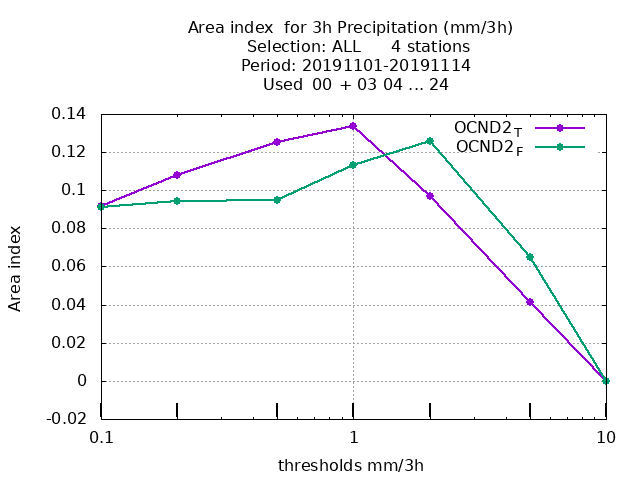 Area index  for 3h Precipitation (mm/3h)
Selection: ALL      4 stations
Period: 20191101-20191114
Used  00  + 03 04 ... 24
OCND2T
OCND2F
0.14
0.12
0.1
0.08
0.06
0.04
0.02
0
-0.02
Area index
0.1 1 10
thresholds mm/3h